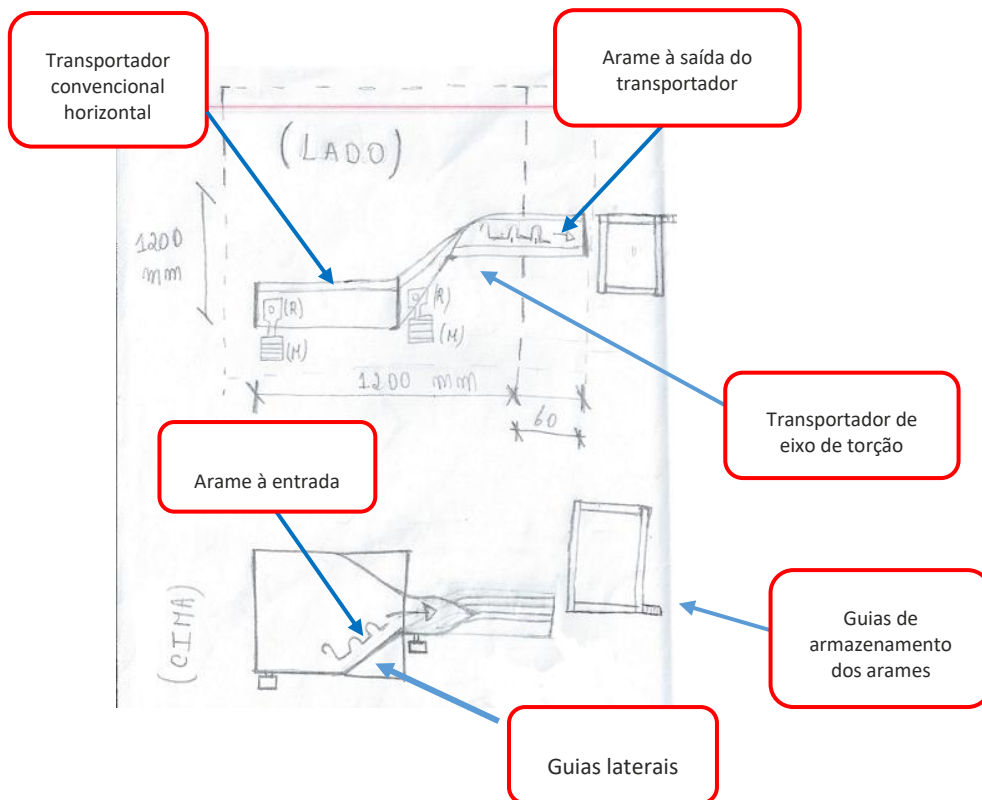 Transportador
convencional
horizontal
Arame à saída do
transportador
(LADO)
1200
mm
(R)
(R)
(M)
(M)
1200 mm
60
Transportador de
eixo de torção
Arame à entrada
(CIMA)
Guias de
armazenamento
dos arames
Guias laterais